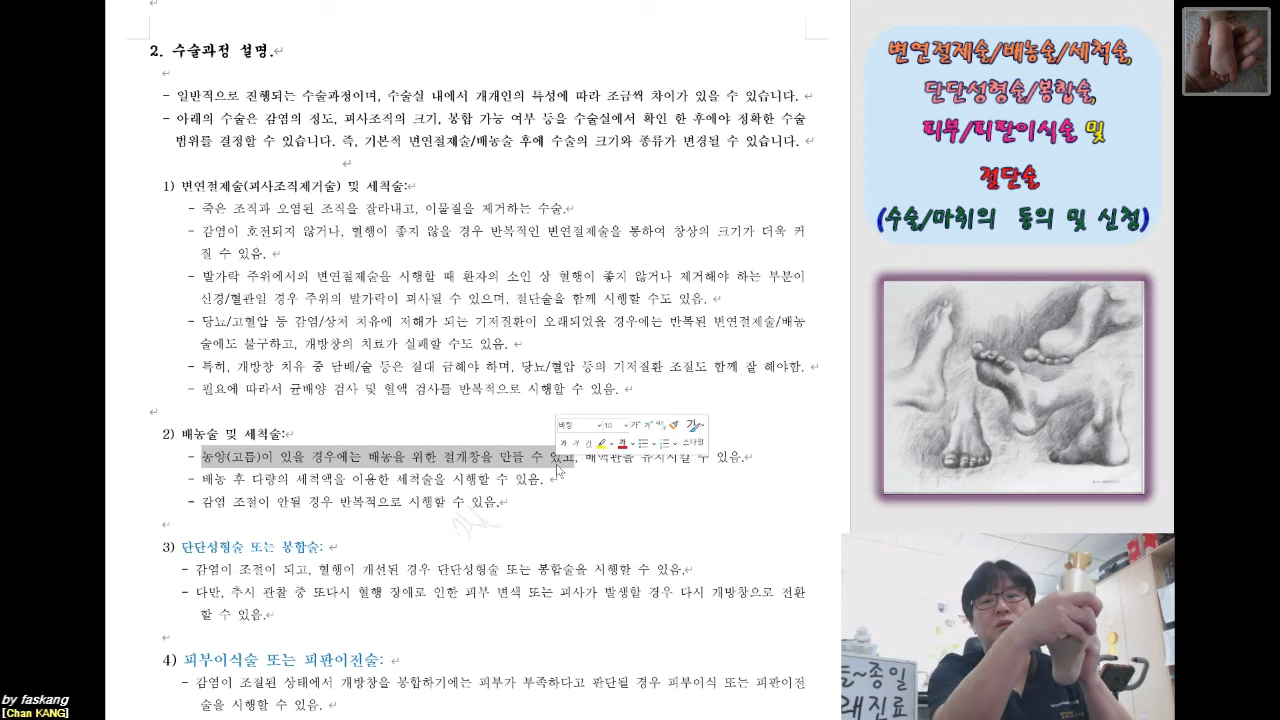 2. 수술과정 설명.
- 일반적으로 진행되는 수술과정이며, 수술실 내에서 개개인의 특성에 따라 조금씩 차이가 있을 수 있습니다.
- 아래의 수술은 감염의 정도, 괴사조직의 크기, 봉합 가능 여부 등을 수술실에서 확인 한 후에야 정확한 수술
범위를 결정할 수 있습니다. 즉, 기본적 변연절제술/배농술 후에 수술의 크기와 종류가 변경될 수 있습니다.
1) 변연절제술(괴사조직제거술) 및 세척술:
- 죽은 조직과 오염된 조직을 잘라내고, 이물질을 제거하는 수술.
- 감염이 호전되지 않거나, 혈행이 좋지 않을 경우 반복적인 변연절제술을 통하여 창상의 크기가 더욱 커
질 수 있음.
- 발가락 주위에서의 변연절제술을 시행할 때 환자의 소인 상 혈행이 좋지 않거나 제거해야 하는 부분이
신경/혈관일 경우 주위의 발가락이 괴사될 수 있으며, 절단술을 함께 시행할 수도 있음.
- 당뇨/고혈압 등 감염/상처 치유에 저해가 되는 기저질환이 오래되었을 경우에는 반복된 변연절제술/배농
술에도 불구하고, 개방창의 치료가 실패할 수도 있음.
- 특히, 개방창 치유 중 담배/술 등은 절대 금해야 하며, 당뇨/혈압 등의 기저질환 조절도 함께 잘 해야함.
- 필요에 따라서 균배양 검사 및 혈액 검사를 반복적으로 시행할 수 있음.
2) 배농술 및 세척술:
- 농양(고름)이 있을 경우에는 배농을 위한 절개창을 만들 수 있고, 배액관을 유지시킬 수 있음.
- 배농 후 다량의 세척액을 이용한 세척술을 시행할 수 있음.
- 감염 조절이 안될 경우 반복적으로 시행할 수 있음.
3) 단단성형술 또는 봉합술:
- 감염이 조절이 되고, 혈행이 개선된 경우 단단성형술 또는 봉합술을 시행할 수 있음.
- 다만, 추시 관찰 중 또다시 혈행 장애로 인한 피부 변색 또는 괴사가 발생할 경우 다시 개방창으로 전환
할 수 있음.
4) 피부이식술 또는 피판이전술:
- 감염이 조절된 상태에서 개방창을 봉합하기에는 피부가 부족하다고 판단될 경우 피부이식 또는 피판이전
술을 시행할 수 있음.
바탕 10
스타일
변연절제술/배농술/세척술,
단단성형술/봉합술,
피부/피판이식술 및
절단술
(수술/마취의 동의 및 신청)
~종일
래진료
by faskang
[Chan KANG]